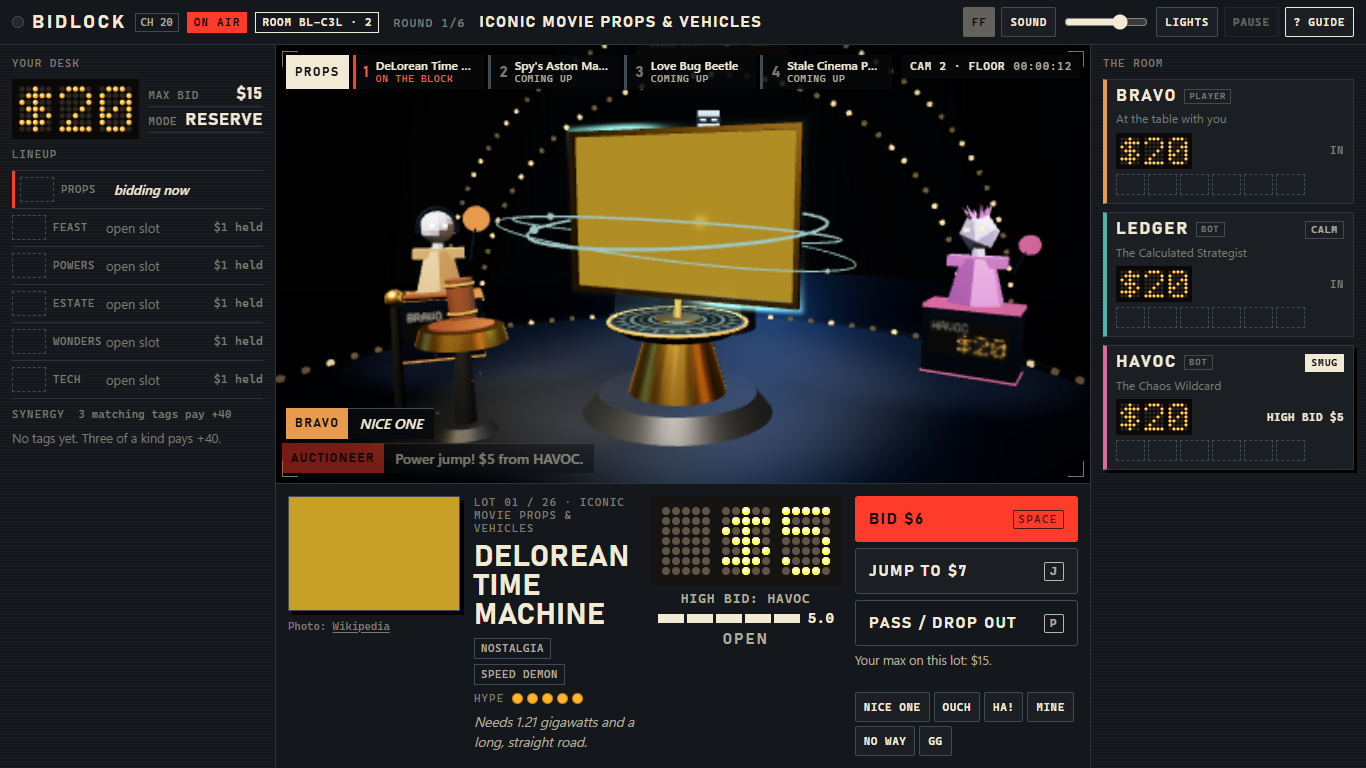 BIDLOCK CH 20 ON AIR ROOM BL-C3L · 2 ROUND 1/6 ICONIC MOVIE PROPS & VEHICLES FF SOUND LIGHTS PAUSE ? GUIDE
YOUR DESK
$20
MAX BID $15
MODE RESERVE
LINEUP
PROPS bidding now
FEAST open slot $1 held
POWERS open slot $1 held
ESTATE open slot $1 held
WONDERS open slot $1 held
TECH open slot $1 held
SYNERGY 3 matching tags pay +40
No tags yet. Three of a kind pays +40.
PROPS
1 DeLorean Time ...
ON THE BLOCK
2 Spy's Aston Ma...
COMING UP
3 Love Bug Beetle
COMING UP
4 Stale Cinema P...
COMING UP
CAM 2 · FLOOR 00:00:12
BRAVO
HAVOC
$20
BRAVO NICE ONE
AUCTIONEER Power jump! $5 from HAVOC.
Photo: Wikipedia
LOT 01 / 26 · ICONIC
MOVIE PROPS &
VEHICLES
DELOREAN
TIME
MACHINE
NOSTALGIA
SPEED DEMON
HYPE
Needs 1.21 gigawatts and a
long, straight road.
$5
HIGH BID: HAVOC
5.0
OPEN
BID $6 SPACE
JUMP TO $7 J
PASS / DROP OUT P
Your max on this lot: $15.
NICE ONE OUCH HA! MINE
NO WAY GG
THE ROOM
BRAVO PLAYER
At the table with you
$20 IN
LEDGER BOT CALM
The Calculated Strategist
$20 IN
HAVOC BOT SMUG
The Chaos Wildcard
$20 HIGH BID $5